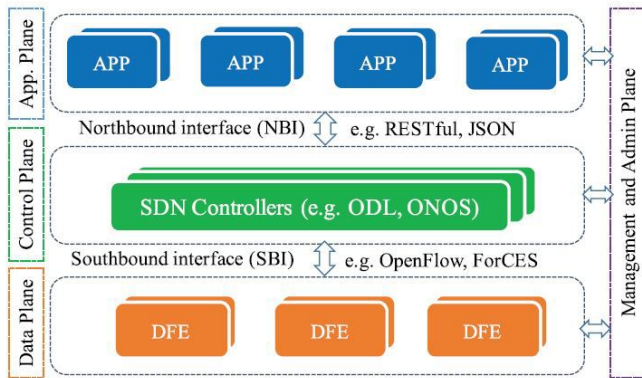 App. Plane
APP
APP
APP
APP
Northbound interface (NBI)
e.g. RESTful, JSON
Control Plane
SDN Controllers (e.g. ODL, ONOS)
Southbound interface (SBI)
e.g. OpenFlow, ForCES
Data Plane
DFE
DFE
DFE
Management and Admin Plane